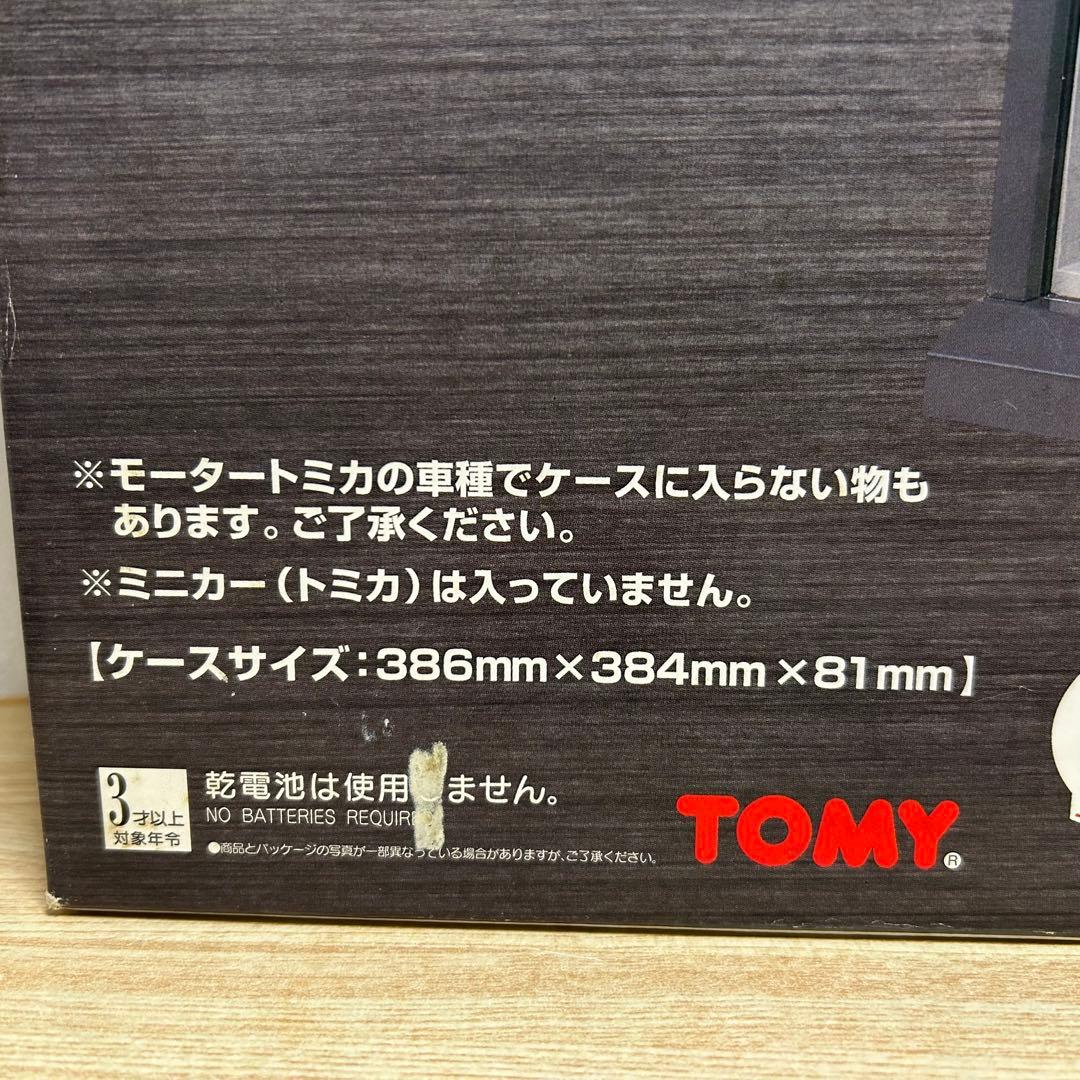 ※モータートミカの車種でケースに入らない物も
あります。ご了承ください。
※ミニカー（トミカ）は入っていません。
【ケースサイズ：386mm×384mm×81mm】
3才以上
対象年令
乾電池は使用 ません。
NO BATTERIES
●商品とパッケージの写真が一部異なっている場合がありますが、ご了承ください。
TOMY®